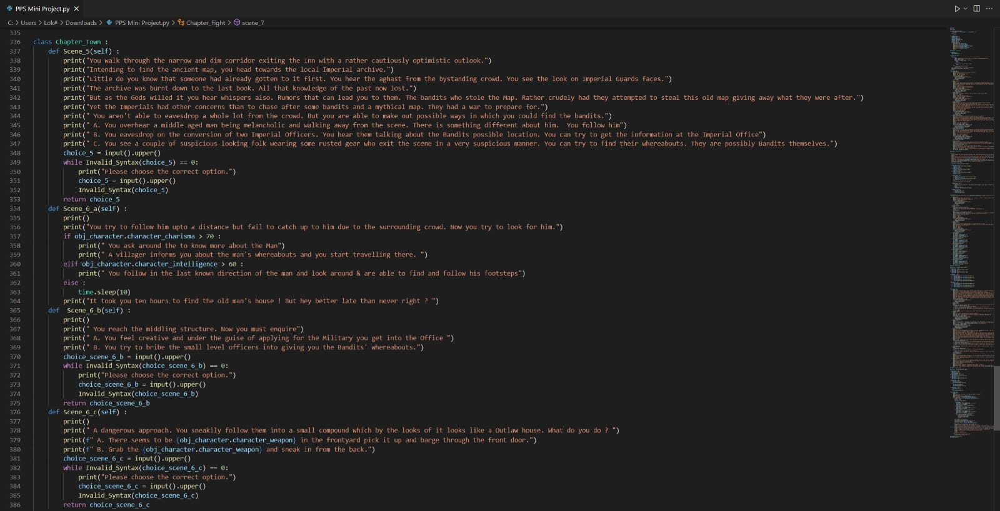 PPS Mini Project.py
C: > Users > Lok# > Downloads > PPS Mini Project.py > Chapter_Fight > scene_7
335
336 class Chapter_Town :
337 def Scene_5(self) :
338 print("You walk through the narrow and dim corridor exiting the Inn with a rather cautiously optimistic outlook.")
339 print("Intending to find the ancient map, you head towards the local Imperial archive.")
340 print("Little do you know that someone had already gotten to it first. You hear the aghast from the bystanding crowd. You see the look on Imperial Guards faces.")
341 print("The archive was burnt down to the last book. All that knowledge of the past now lost.")
342 print("But as the Gods willed it you hear whispers also. Rumors that can lead you to them. The bandits who stole the Map. Rather crudely had they attempted to steal this old map giving away what they were after.")
343 print("Yet the Imperials had other concerns than to chase after some bandits and a mythical map. They had a war to prepare for.")
344 print(" You aren't able to eavesdrop a whole lot from the crowd. But you are able to make out possible ways in which you could find the bandits.")
345 print(" A. You overhear a middle aged man being melancholic and walking away from the scene. There is something different about him.  You follow him")
346 print(" B. You eavesdrop on the conversion of two Imperial Officers. You hear them talking about the Bandits possible location. You can try to get the information at the Imperial Office")
347 print(" C. You see a couple of suspicious looking folk wearing some rusted gear who exit the scene in a very suspicious manner. You can try to find their whereabouts. They are possibly Bandits themselves.")
348 choice_5 = input().upper()
349 while Invalid_Syntax(choice_5) == 0:
350 print("Please choose the correct option.")
351 choice_5 = input().upper()
352 Invalid_Syntax(choice_5)
353 return choice_5
354 def Scene_6_a(self) :
355 print()
356 print("You try to follow him upto a distance but fail to catch up to him due to the surrounding crowd. Now you try to look for him.")
357 if obj_character.character_charisma > 70 :
358 print(" You ask around the to know more about the Man")
359 print(" A villager informs you about the man's whereabouts and you start travelling there. ")
360 elif obj_character.character_intelligence > 60 :
361 print(" You follow in the last known direction of the man and look around & are able to find and follow his footsteps")
362 else :
363 time.sleep(10)
364 print("It took you ten hours to find the old man's house ! But hey better late than never right ? ")
365 def  Scene_6_b(self) :
366 print()
367 print(" You reach the middling structure. Now you must enquire")
368 print(" A. You feel creative and under the guise of applying for the Military you get into the Office ")
369 print(" B. You try to bribe the small level officers into giving you the Bandits' whereabouts.")
370 choice_scene_6_b = input().upper()
371 while Invalid_Syntax(choice_scene_6_b) == 0:
372 print("Please choose the correct option.")
373 choice_scene_6_b = input().upper()
374 Invalid_Syntax(choice_scene_6_b)
375 return choice_scene_6_b
376 def Scene_6_c(self) :
377 print()
378 print(" A dangerous approach. You sneakily follow them into a small compound which by the looks of it looks like a Outlaw house. What do you do ? ")
379 print(f" A. There seems to be {obj_character.character_weapon} in the frontyard pick it up and barge through the front door.")
380 print(f" B. Grab the {obj_character.character_weapon} and sneak in from the back.")
381 choice_scene_6_c = input().upper()
382 while Invalid_Syntax(choice_scene_6_c) == 0:
383 print("Please choose the correct option.")
384 choice_scene_6_c = input().upper()
385 Invalid_Syntax(choice_scene_6_c)
386 return choice_scene_6_c